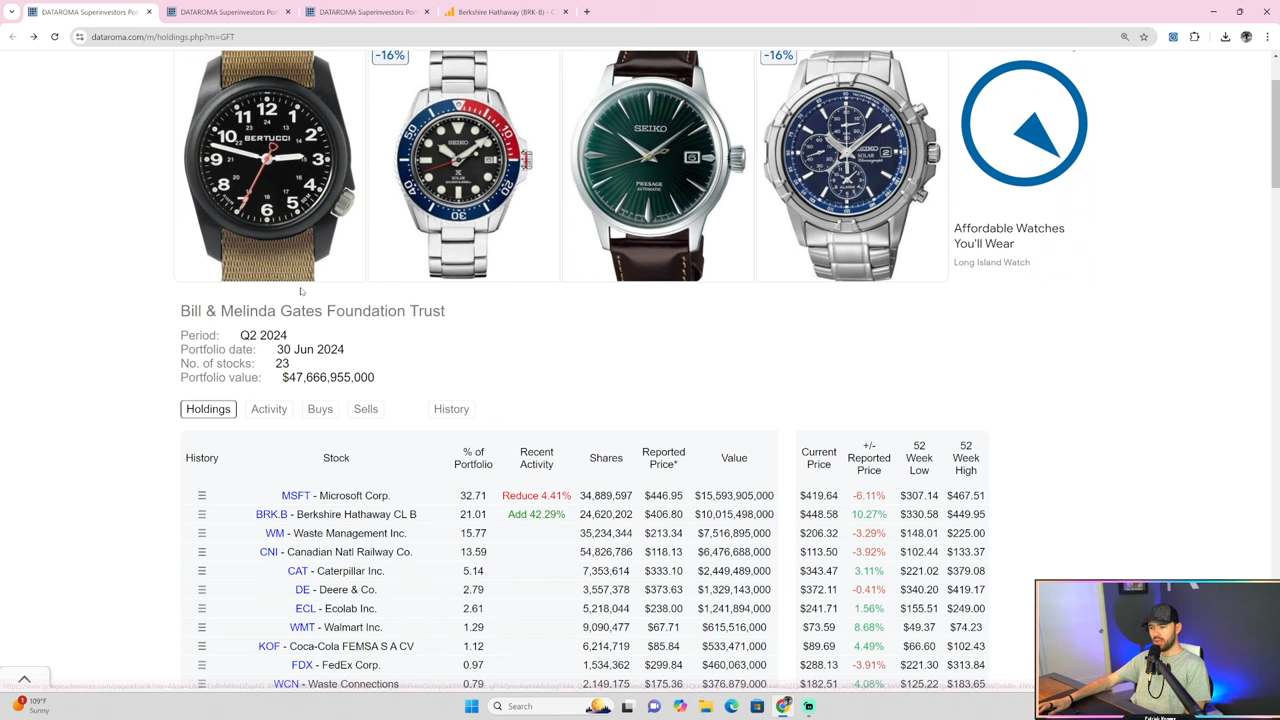 DATAROMA Superinvestors Por
DATAROMA Superinvestors Por
DATAROMA Superinvestors Por
Berkshire Hathaway (BRK-B) - C
dataroma.com/m/holdings.php?m=GFT
-16%
-16%
BERTUCCI
SEIKO
SEIKO
PRESAGE
AUTOMATIC
SEIKO
SOLAR
Affordable Watches
You'll Wear
Long Island Watch
Bill & Melinda Gates Foundation Trust
Period: Q2 2024
Portfolio date: 30 Jun 2024
No. of stocks: 23
Portfolio value: $47,666,955,000
Holdings Activity Buys Sells History
History Stock % of Portfolio Recent Activity Shares Reported Price* Value Current Price +/- Reported Price 52 Week Low 52 Week High
MSFT - Microsoft Corp. 32.71 Reduce 4.41% 34,889,597 $446.95 $15,593,905,000 $419.64 -6.11% $307.14 $467.51
BRK.B - Berkshire Hathaway CL B 21.01 Add 42.29% 24,620,202 $406.80 $10,015,498,000 $448.58 10.27% $330.58 $449.95
WM - Waste Management Inc. 15.77 35,234,344 $213.34 $7,516,895,000 $206.32 -3.29% $148.01 $225.00
CNI - Canadian Natl Railway Co. 13.59 54,826,786 $118.13 $6,476,688,000 $113.50 -3.92% $102.44 $133.37
CAT - Caterpillar Inc. 5.14 7,353,614 $333.10 $2,449,489,000 $343.47 3.11% $221.02 $379.08
DE - Deere & Co. 2.79 3,557,378 $373.63 $1,329,143,000 $372.11 -0.41% $340.20 $419.17
ECL - Ecolab Inc. 2.61 5,218,044 $238.00 $1,241,894,000 $241.71 1.56% $155.51 $249.00
WMT - Walmart Inc. 1.29 9,090,477 $67.71 $615,516,000 $73.59 8.68% $49.37 $74.23
KOF - Coca-Cola FEMSA S A CV 1.12 6,214,719 $85.84 $533,471,000 $89.69 4.49% $66.60 $102.43
FDX - FedEx Corp. 0.97 1,534,362 $299.84 $460,063,000 $288.13 -3.91% $221.30 $313.84
WCN - Waste Connections 0.79 2,149,175 $175.36 $376,879,000 $182.51 4.08% $125.22 $183.65
109°F
Sunny
Search